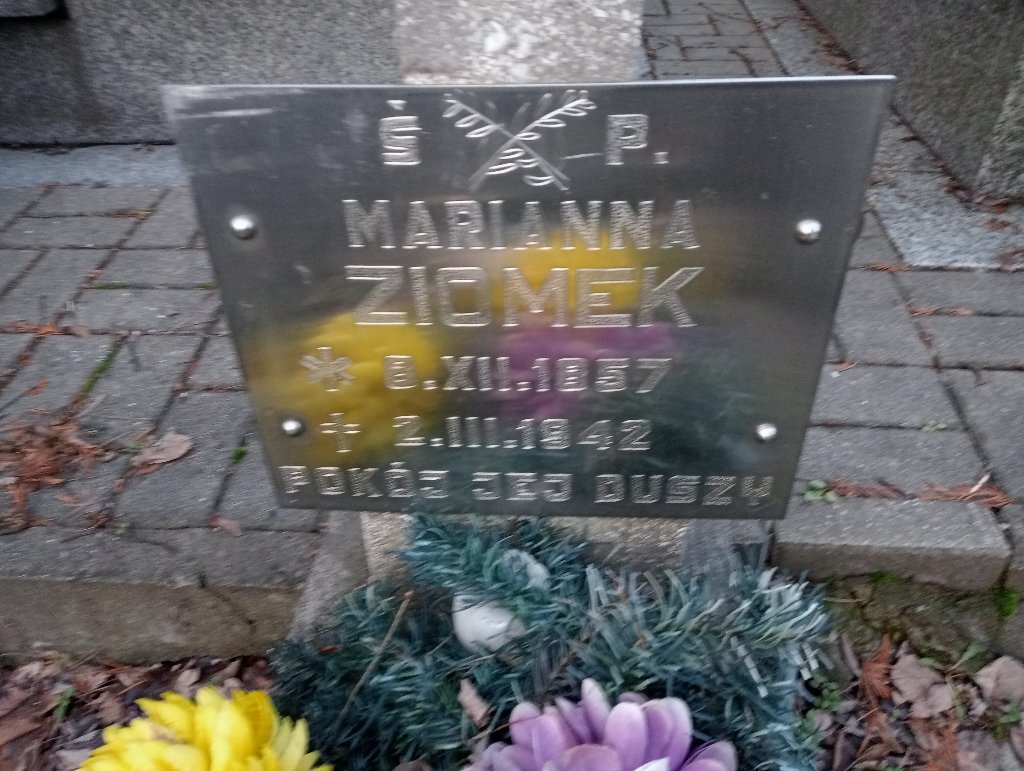 Ś P.
MARIANNA
ZIOMEK
* 8.XII.1857
† 2.III.1942
POKÓJ JEJ DUSZY